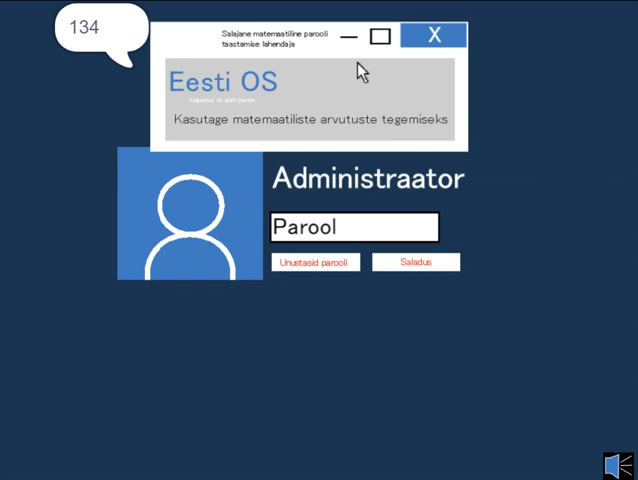 134
Salajane matemaatiline parooli
taastamise lahendaja
X
Eesti OS
Kasutage matemaatiliste arvutuste tegemiseks
Administraator
Parool
Unustasid parooli
Saladus